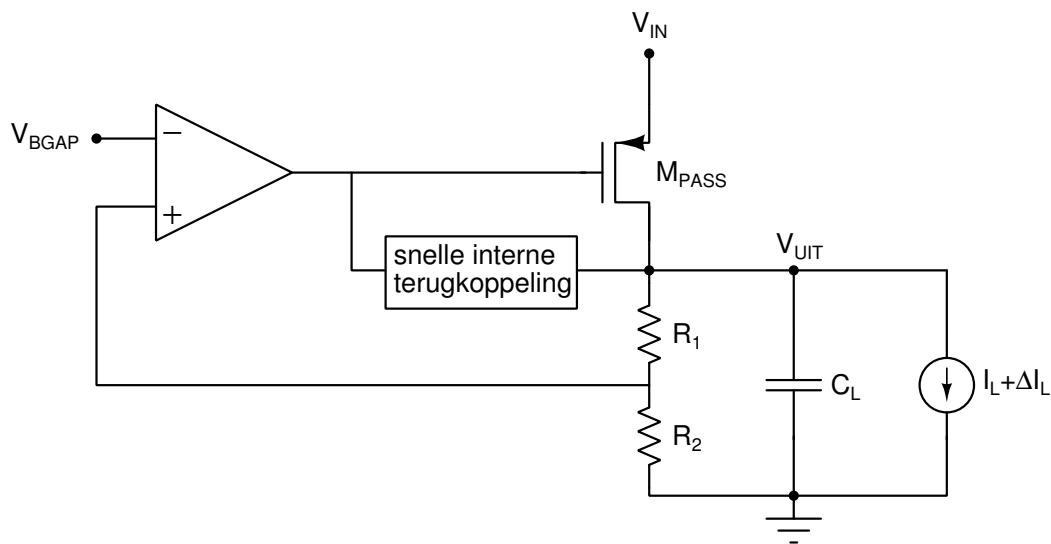 V_IN
V_BGAP
−
+
M_PASS
snelle interne
terugkoppeling
V_UIT
R_1
C_L
I_L+ΔI_L
R_2